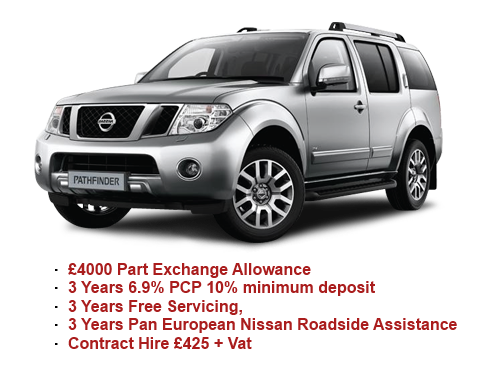 NISSAN
PATHFINDER
· £4000 Part Exchange Allowance
· 3 Years 6.9% PCP 10% minimum deposit
· 3 Years Free Servicing,
· 3 Years Pan European Nissan Roadside Assistance
· Contract Hire £425 + Vat